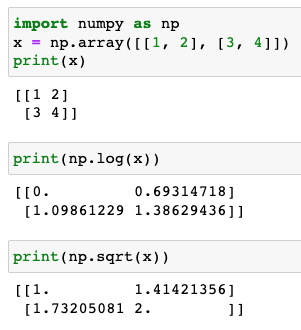 import numpy as np
x = np.array([[1, 2], [3, 4]])
print(x)
[[1 2]
 [3 4]]
print(np.log(x))
[[0.         0.69314718]
 [1.09861229 1.38629436]]
print(np.sqrt(x))
[[1.         1.41421356]
 [1.73205081 2.        ]]